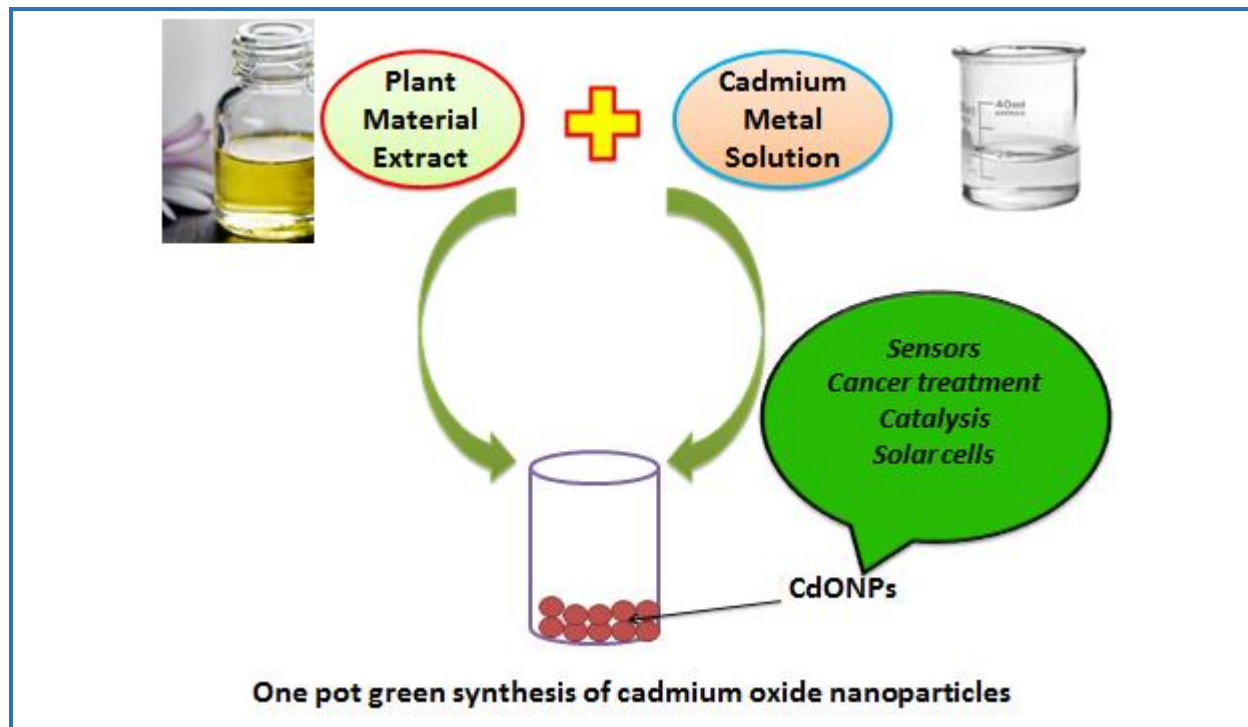 Plant
Material
Extract
Cadmium
Metal
Solution
40ml
Sensors
Cancer treatment
Catalysis
Solar cells
CdONPs
One pot green synthesis of cadmium oxide nanoparticles